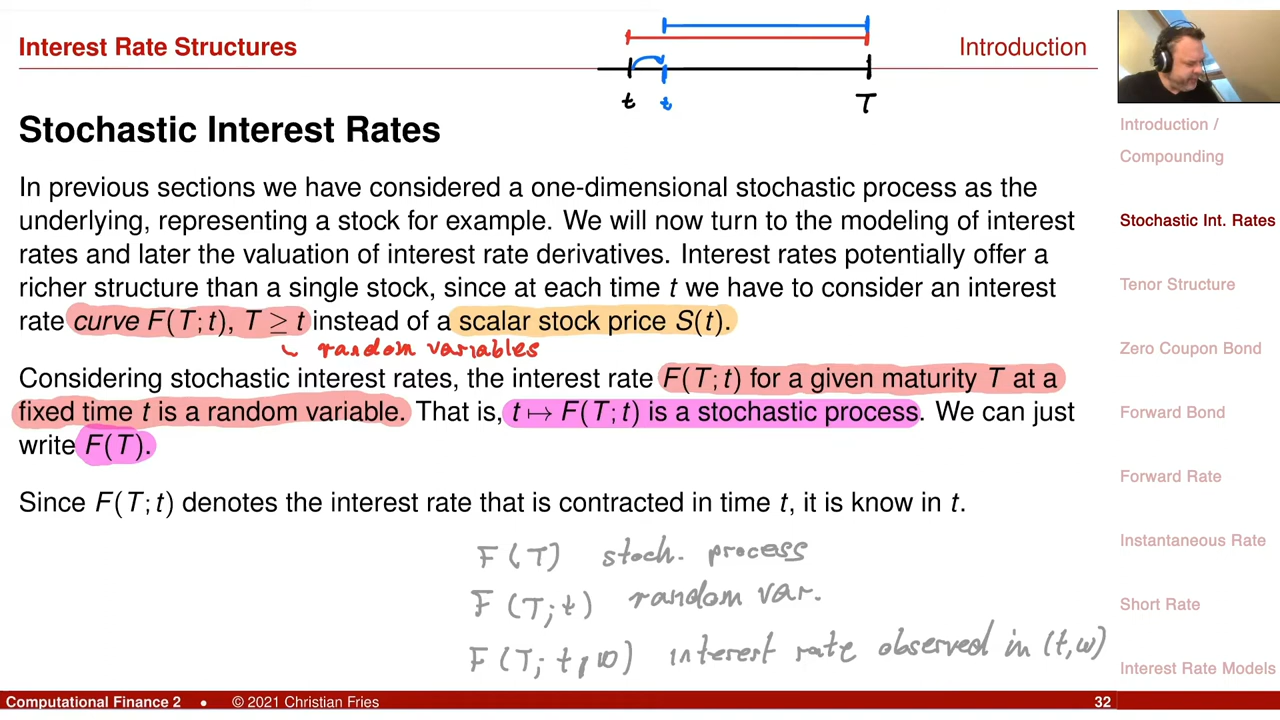 Interest Rate Structures
Introduction
t
t
T
Stochastic Interest Rates
In previous sections we have considered a one-dimensional stochastic process as the
underlying, representing a stock for example. We will now turn to the modeling of interest
rates and later the valuation of interest rate derivatives. Interest rates potentially offer a
richer structure than a single stock, since at each time t we have to consider an interest
rate curve F(T; t), T ≥ t instead of a scalar stock price S(t).
random variables
Considering stochastic interest rates, the interest rate F(T; t) for a given maturity T at a
fixed time t is a random variable. That is, t ↦ F(T; t) is a stochastic process. We can just
write F(T).
Since F(T; t) denotes the interest rate that is contracted in time t, it is know in t.
F(T) stoch. process
F(T; t) random var.
F(T; t, ω) interest rate observed in (t, ω)
Introduction /
Compounding
Stochastic Int. Rates
Tenor Structure
Zero Coupon Bond
Forward Bond
Forward Rate
Instantaneous Rate
Short Rate
Interest Rate Models
Computational Finance 2 • © 2021 Christian Fries 32